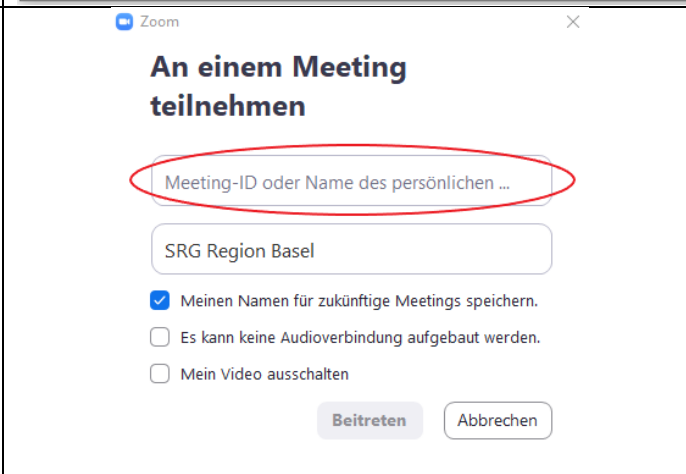 Zoom
An einem Meeting
teilnehmen
Meeting-ID oder Name des persönlichen ...
SRG Region Basel
Meinen Namen für zukünftige Meetings speichern.
Es kann keine Audioverbindung aufgebaut werden.
Mein Video ausschalten
Beitreten Abbrechen